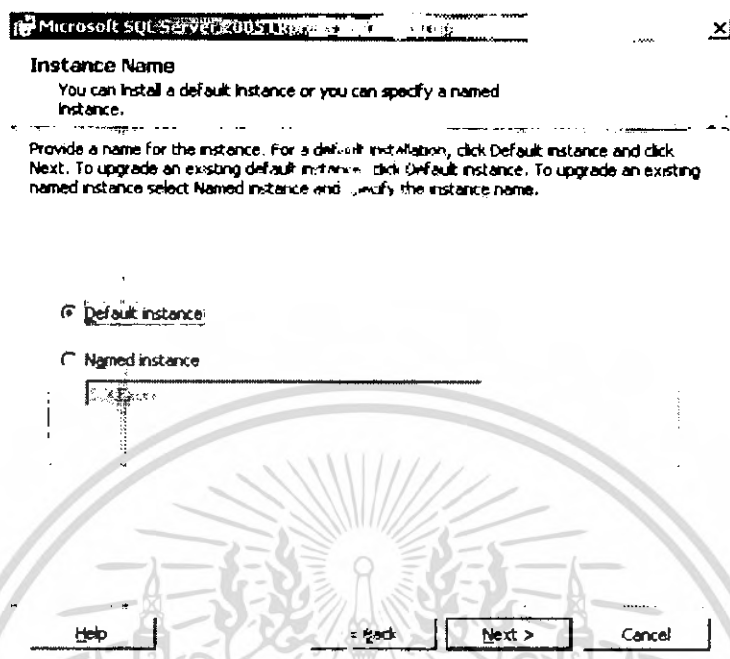 Microsoft SQL Server 2005
Instance Name
You can install a default instance or you can specify a named
instance.
Provide a name for the instance. For a default installation, click Default instance and click
Next. To upgrade an existing default instance, click Default instance. To upgrade an existing
named instance select Named instance and specify the instance name.
Default instance
Named instance
Help
< Back
Next >
Cancel